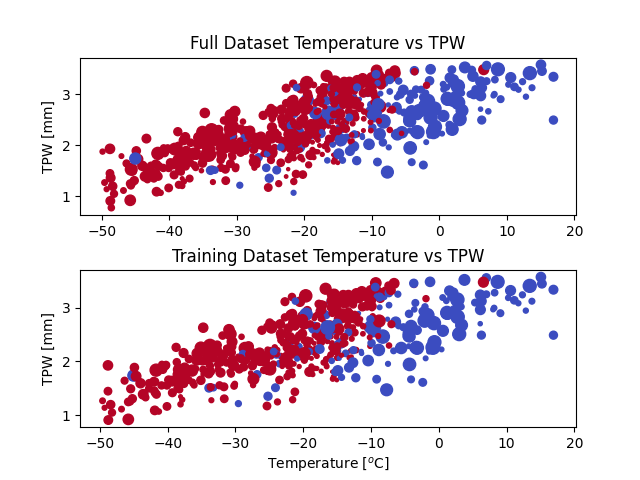 Full Dataset Temperature vs TPW
TPW [mm]
3
2
1
−50 −40 −30 −20 −10 0 10 20
Training Dataset Temperature vs TPW
TPW [mm]
3
2
1
−50 −40 −30 −20 −10 0 10 20
Temperature [°C]